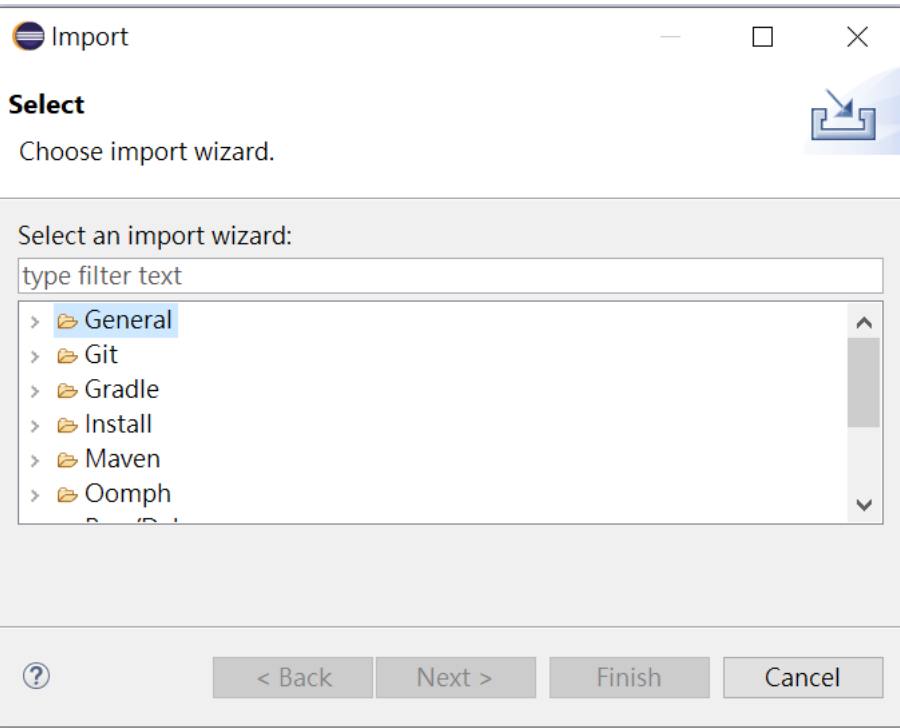 Import
Select
Choose import wizard.
Select an import wizard:
type filter text
General
Git
Gradle
Install
Maven
Oomph
?
< Back Next > Finish Cancel